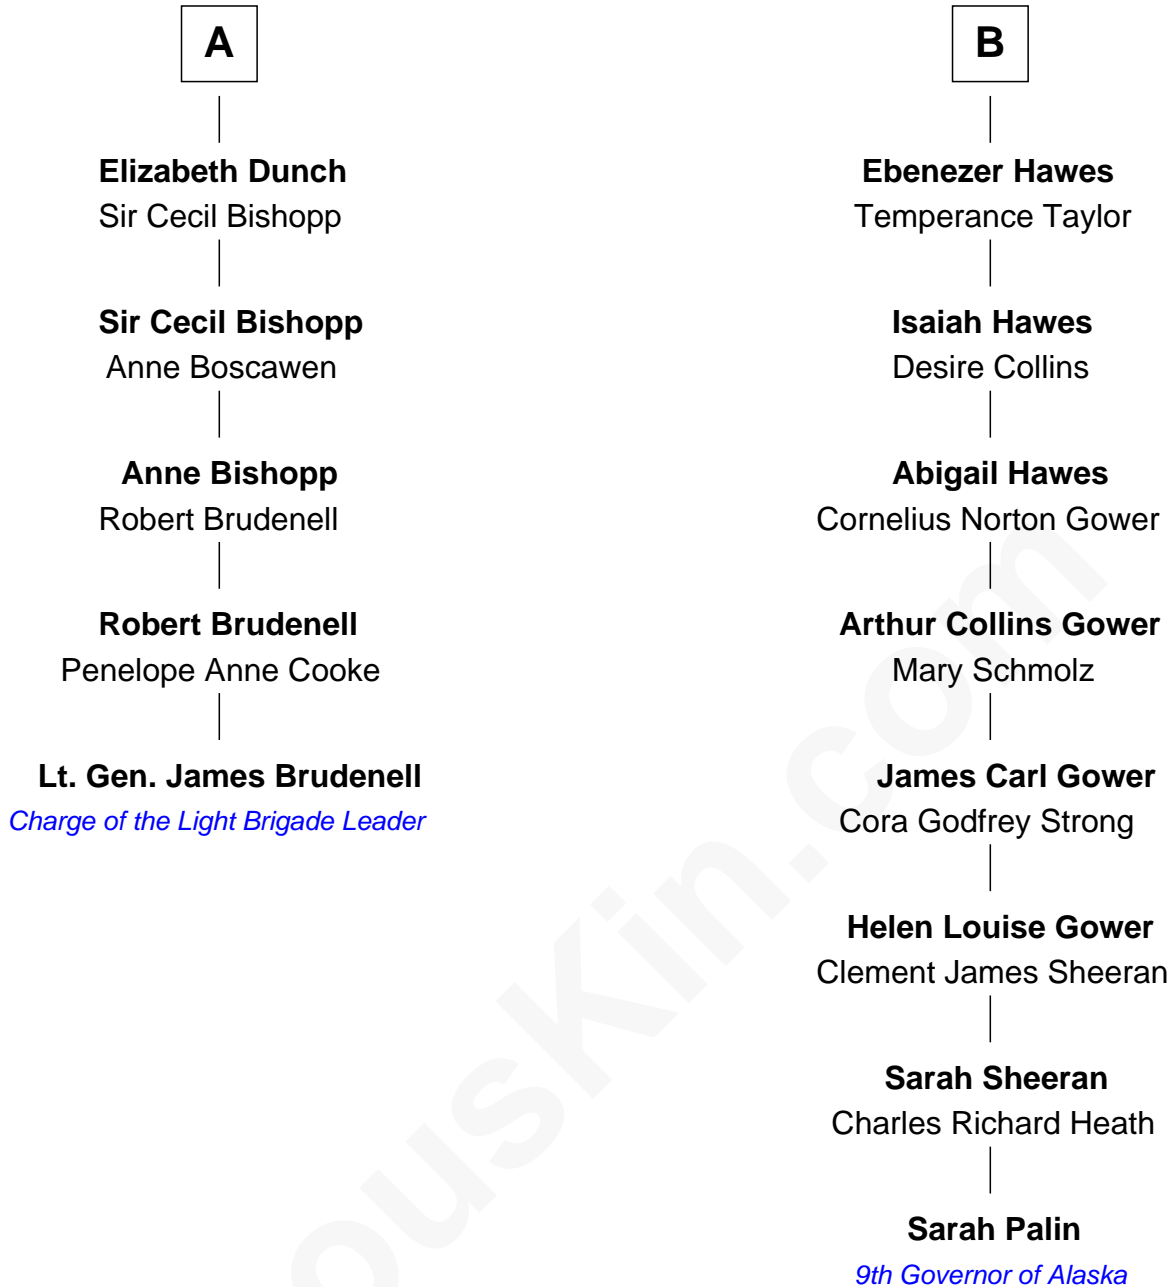 A
Elizabeth Dunch
Sir Cecil Bishopp
Sir Cecil Bishopp
Anne Boscawen
Anne Bishopp
Robert Brudenell
Robert Brudenell
Penelope Anne Cooke
Lt. Gen. James Brudenell
Charge of the Light Brigade Leader
B
Ebenezer Hawes
Temperance Taylor
Isaiah Hawes
Desire Collins
Abigail Hawes
Cornelius Norton Gower
Arthur Collins Gower
Mary Schmolz
James Carl Gower
Cora Godfrey Strong
Helen Louise Gower
Clement James Sheeran
Sarah Sheeran
Charles Richard Heath
Sarah Palin
9th Governor of Alaska
ousKin.com